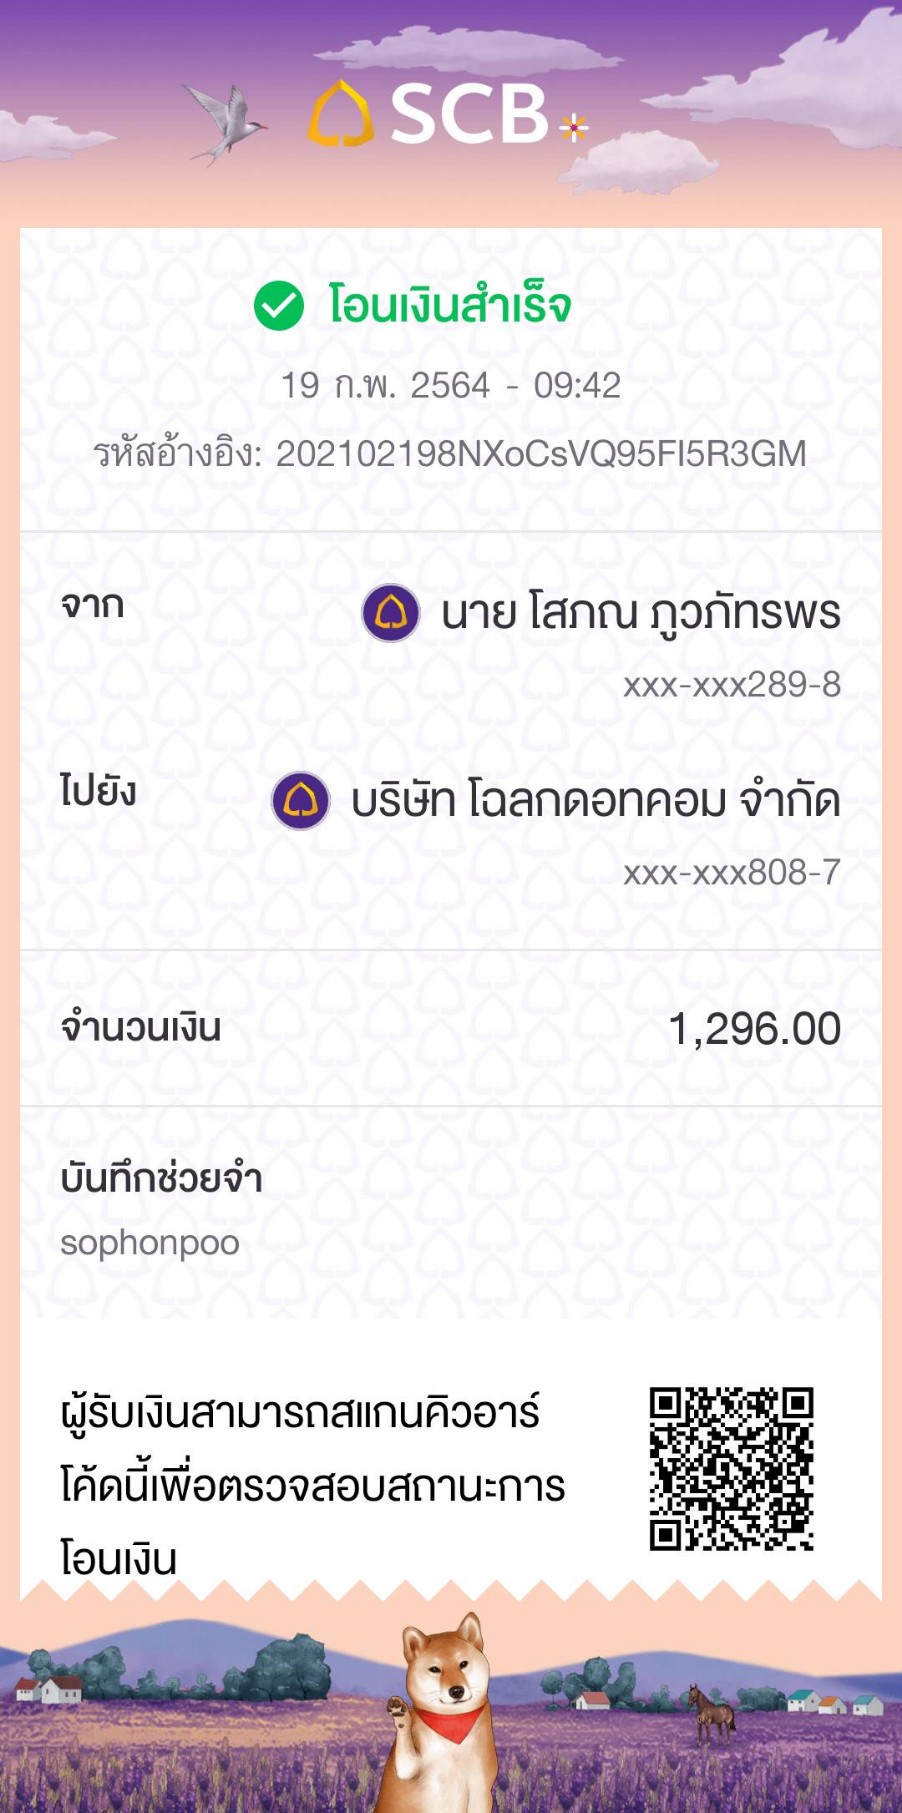 SCB
โอนเงินสำเร็จ
19 ก.พ. 2564 - 09:42
รหัสอ้างอิง: 202102198NXoCsVQ95FI5R3GM
จาก
นาย โสภณ ภูวภัทรพร
xxx-xxx289-8
ไปยัง
บริษัท โฉลกดอทคอม จำกัด
xxx-xxx808-7
จำนวนเงิน
1,296.00
บันทึกช่วยจำ
sophonpoo
ผู้รับเงินสามารถสแกนคิวอาร์
โค้ดนี้เพื่อตรวจสอบสถานะการ
โอนเงิน